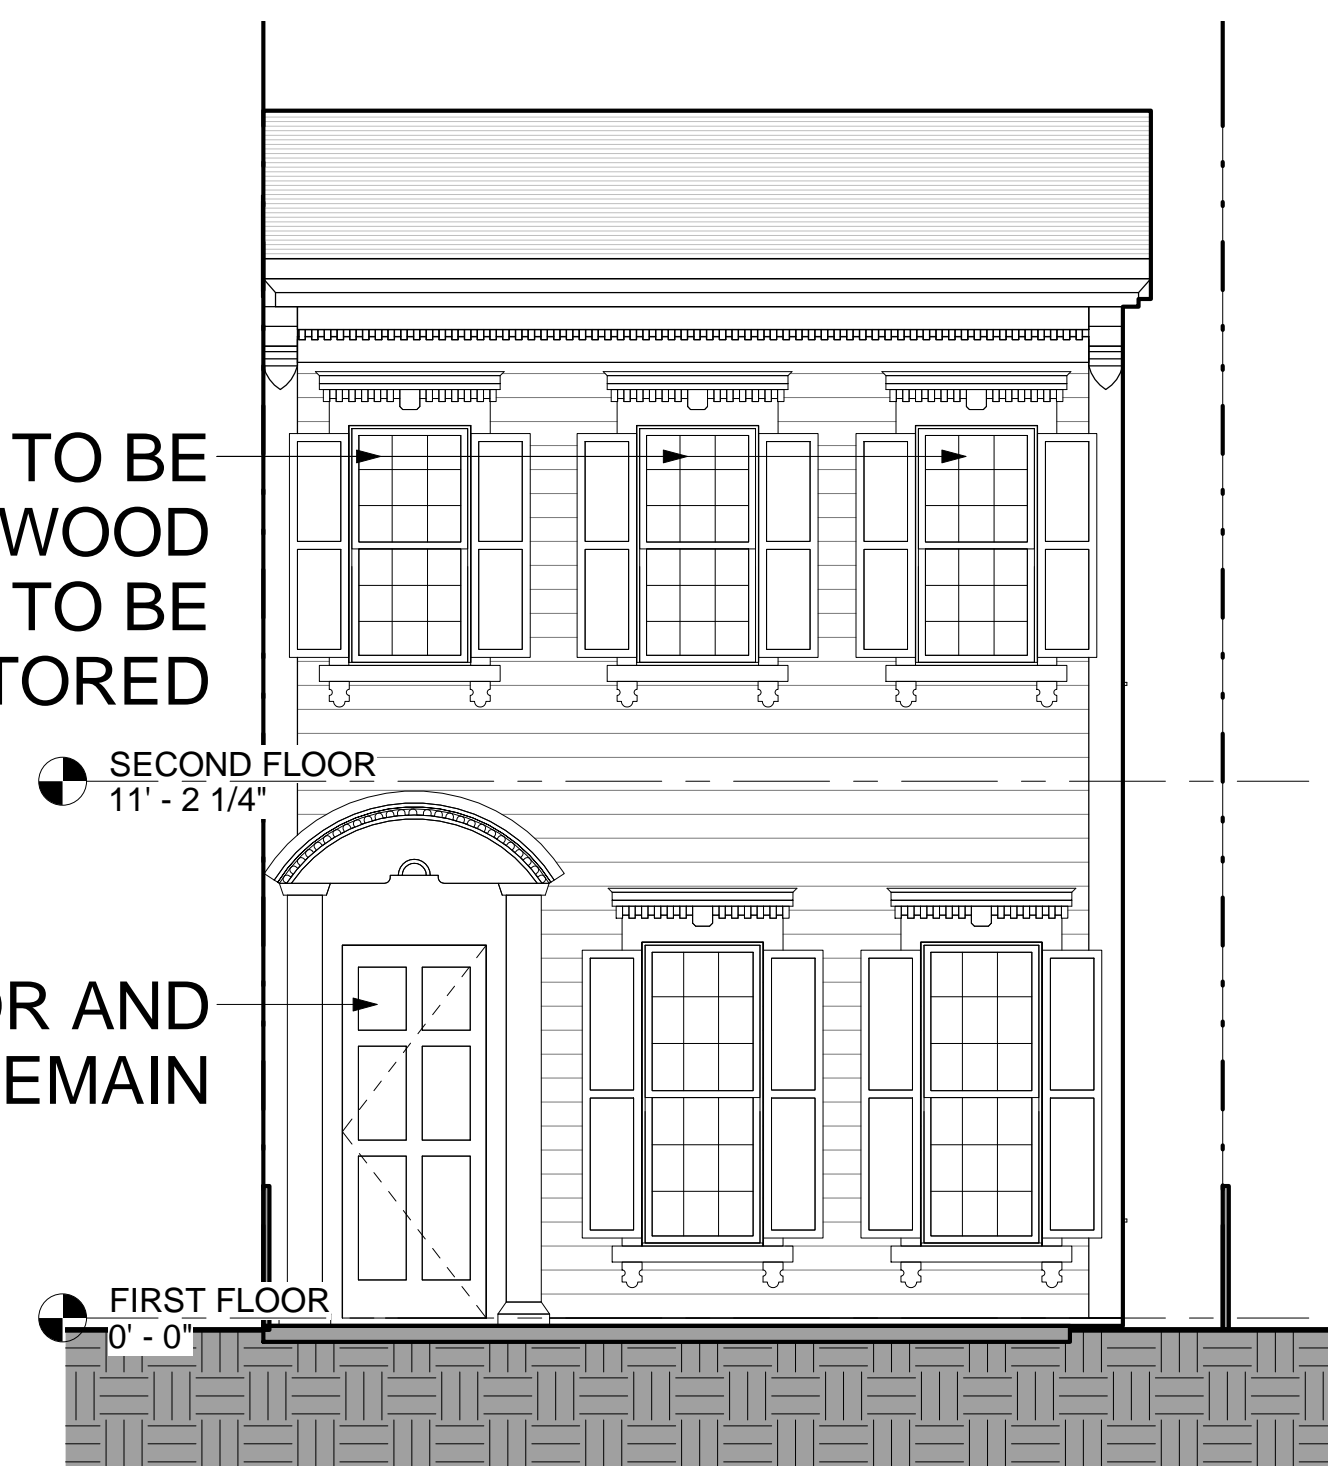 TO BE
WOOD
TO BE
TORED
SECOND FLOOR
11' - 2 1/4"
OR AND
EMAIN
FIRST FLOOR
0' - 0"